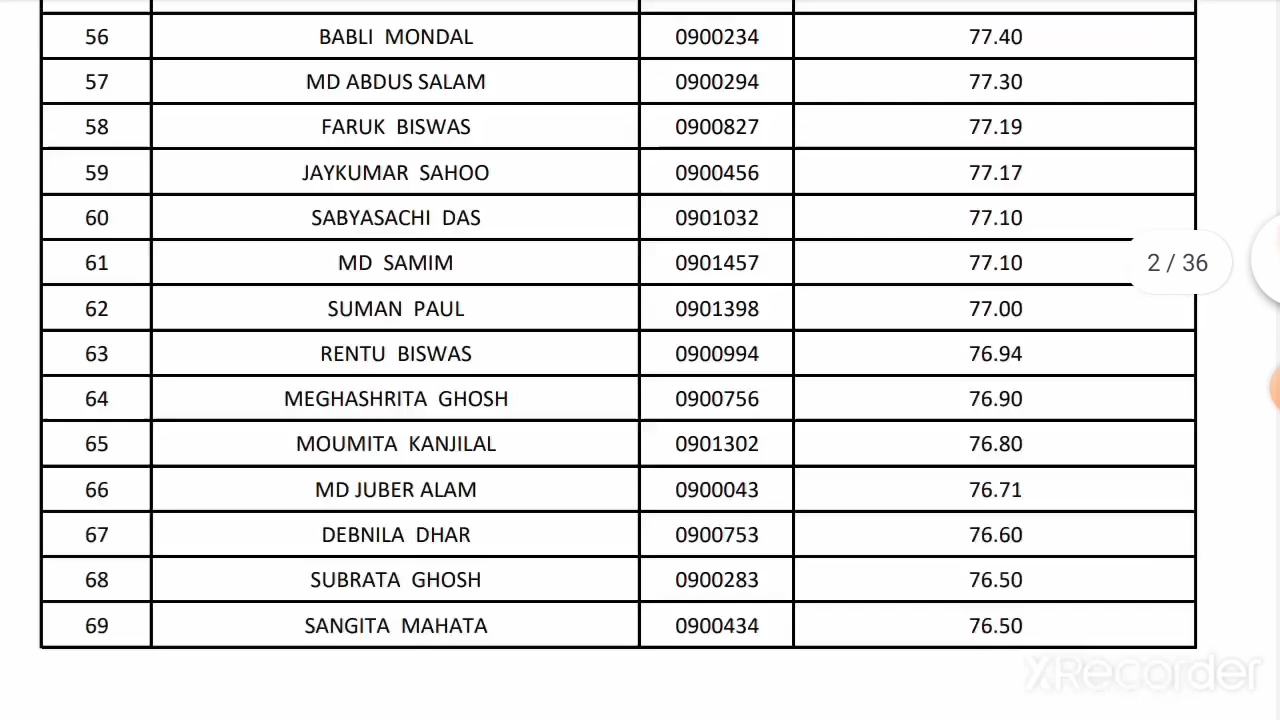 56 BABLI MONDAL 0900234 77.40
57 MD ABDUS SALAM 0900294 77.30
58 FARUK BISWAS 0900827 77.19
59 JAYKUMAR SAHOO 0900456 77.17
60 SABYASACHI DAS 0901032 77.10
61 MD SAMIM 0901457 77.10 2 / 36
62 SUMAN PAUL 0901398 77.00
63 RENTU BISWAS 0900994 76.94
64 MEGHASHRITA GHOSH 0900756 76.90
65 MOUMITA KANJILAL 0901302 76.80
66 MD JUBER ALAM 0900043 76.71
67 DEBNILA DHAR 0900753 76.60
68 SUBRATA GHOSH 0900283 76.50
69 SANGITA MAHATA 0900434 76.50
XRecorder